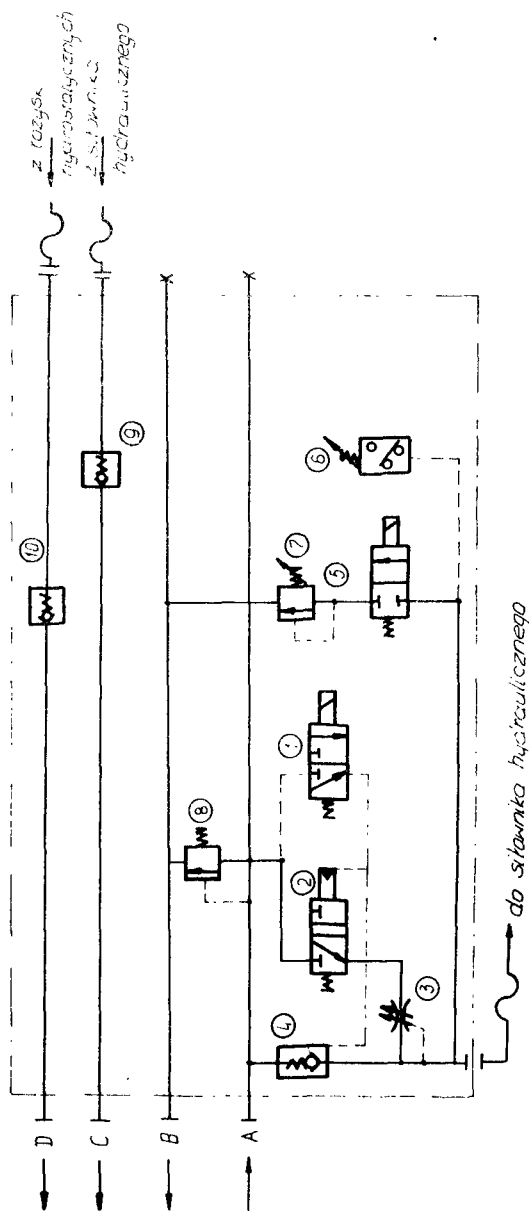 z łożysk
hydrostatycznych
z siłownika
hydraulicznego
D
C
B
A
10
9
8
7
6
5
1
2
3
4
do siłownika hydraulicznego